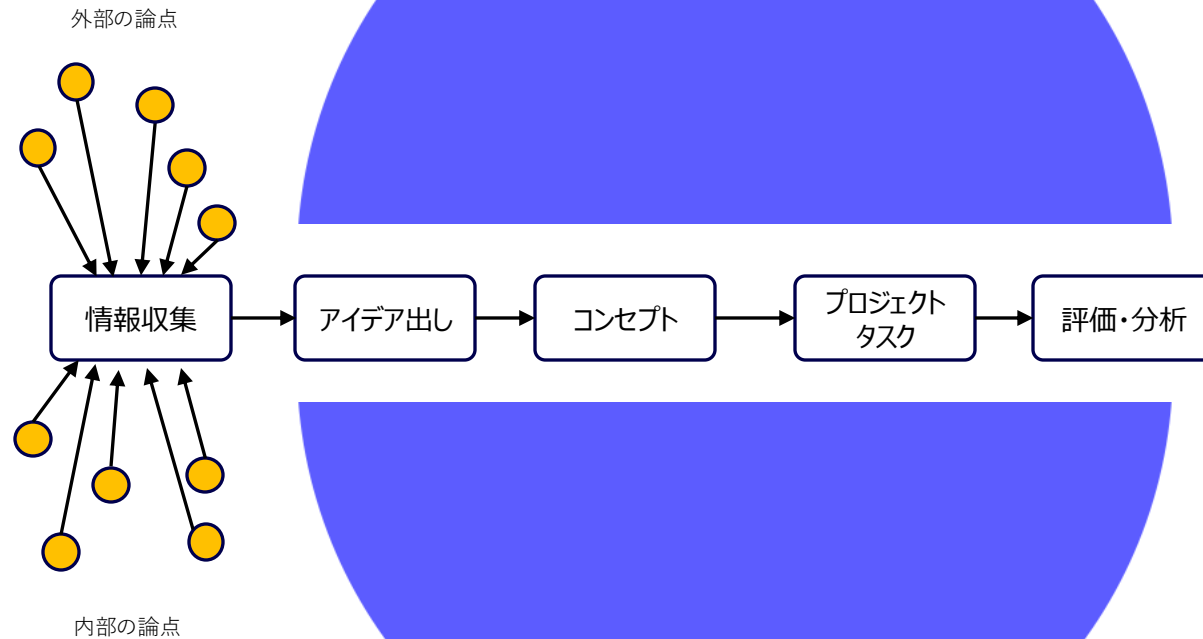 外部の論点
情報収集
アイデア出し
コンセプト
プロジェクト
タスク
評価・分析
内部の論点